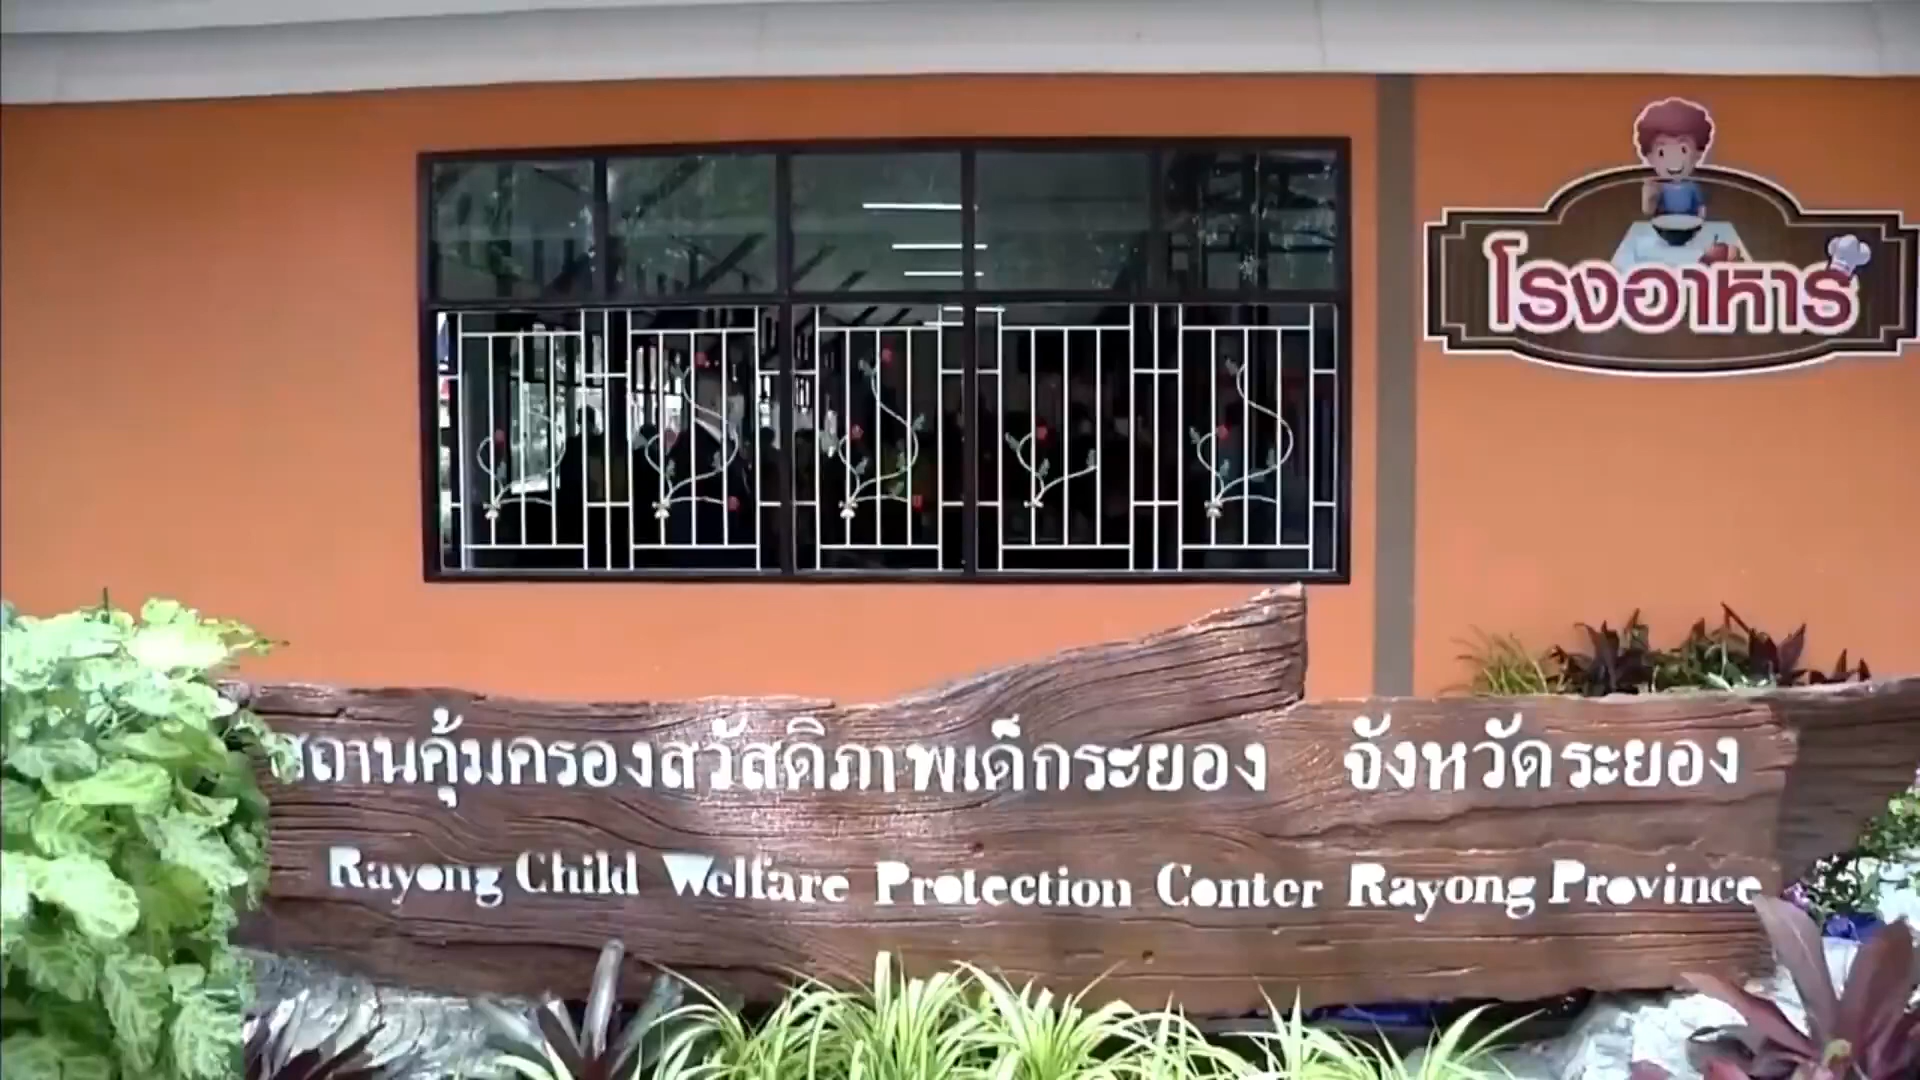 โรงอาหาร
สถานคุ้มครองสวัสดิภาพเด็กระยอง จังหวัดระยอง
Rayong Child Welfare Protection Center Rayong Province